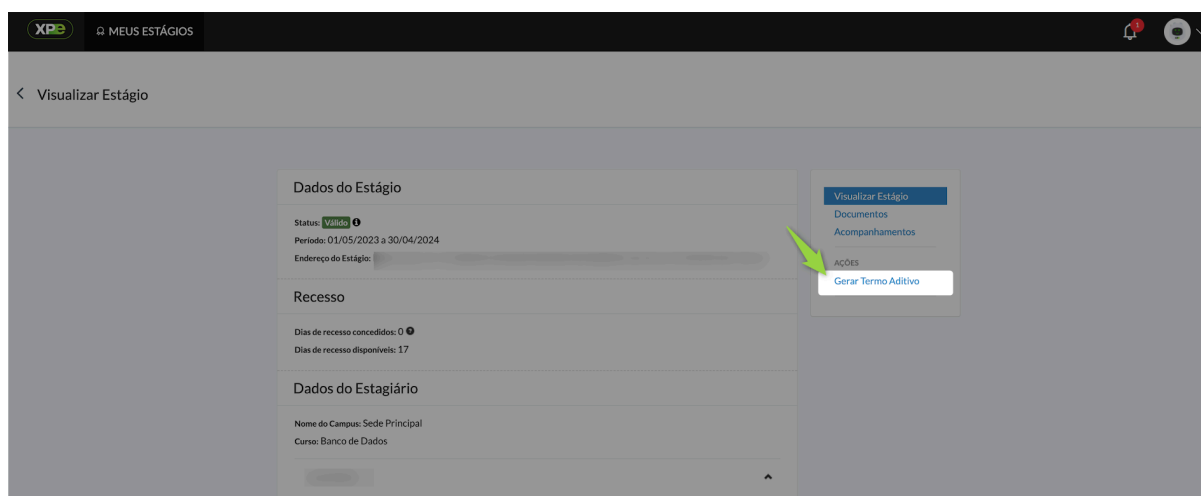 XPe
MEUS ESTÁGIOS
1
Visualizar Estágio
Dados do Estágio
Status: Válido
Período: 01/05/2023 a 30/04/2024
Endereço do Estágio:
Recesso
Dias de recesso concedidos: 0
Dias de recesso disponíveis: 17
Dados do Estagiário
Nome do Campus: Sede Principal
Curso: Banco de Dados
Visualizar Estágio
Documentos
Acompanhamentos
AÇÕES
Gerar Termo Aditivo